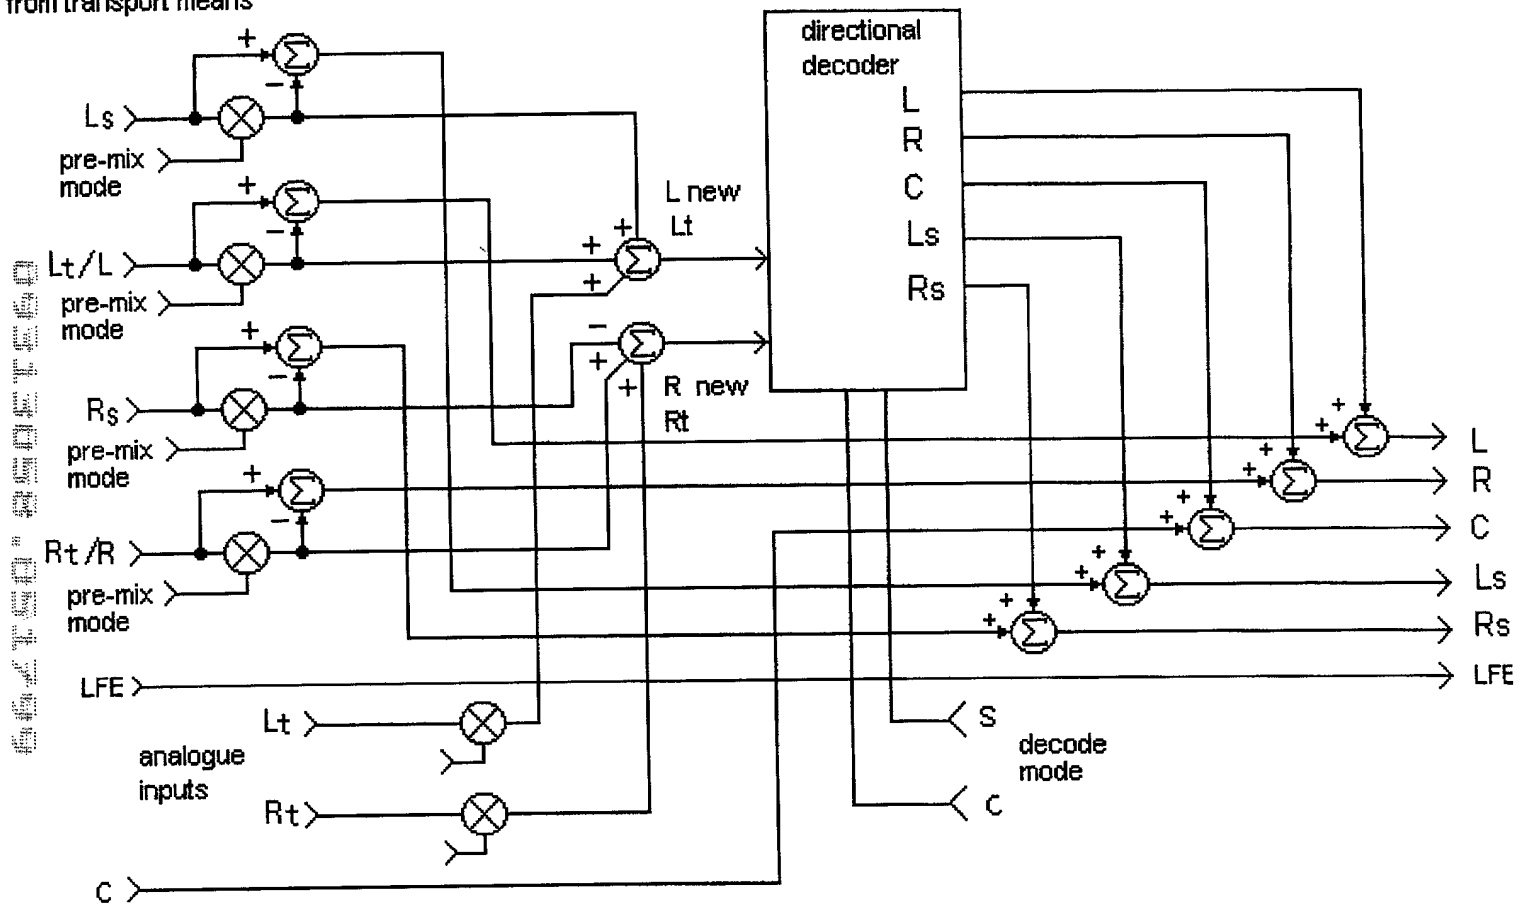 from transport means
directional
decoder
L
R
C
Ls
Rs
+
Σ
−
Ls
pre-mix
mode
+
Σ
−
Lt/L
pre-mix
mode
L new
Lt
+
+
+
Σ
+
Σ
−
Rs
pre-mix
mode
−
+
+
Σ
R new
Rt
+
Σ
−
Rt/R
pre-mix
mode
+
+
Σ
L
+
+
Σ
R
+
+
Σ
C
+
+
Σ
Ls
+
+
Σ
Rs
LFE
LFE
Lt
analogue
inputs
Rt
S
decode
mode
C
C